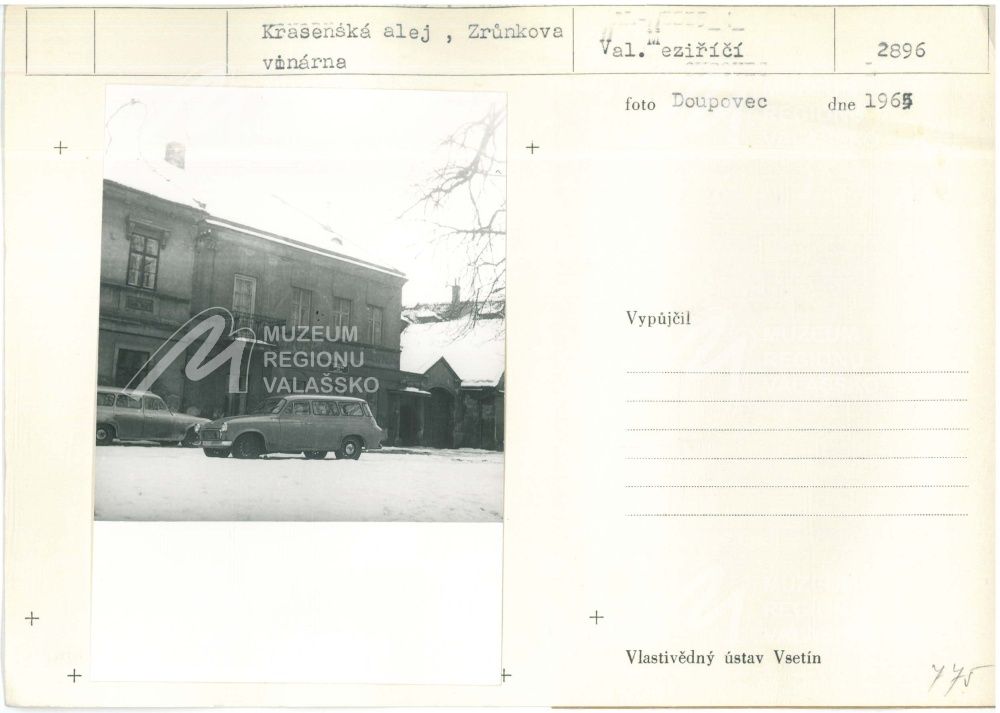 Krasenská alej , Zrůnkova
vinárna
Val. Meziříčí
2896
foto Doupovec dne 1965
MUZEUM
REGIONU
VALAŠSKO
Vypůjčil
Vlastivědný ústav Vsetín
775